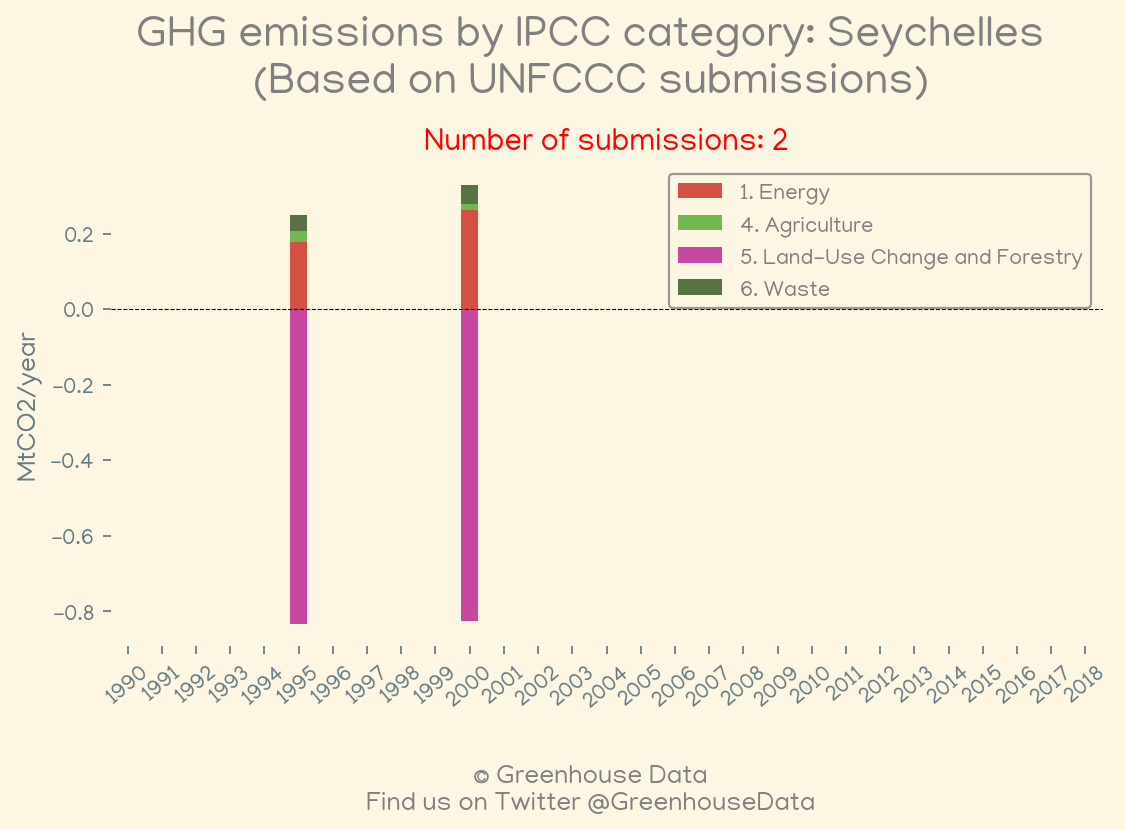 GHG emissions by IPCC category: Seychelles
(Based on UNFCCC submissions)
Number of submissions: 2
1. Energy
4. Agriculture
5. Land-Use Change and Forestry
6. Waste
MtCO2/year
0.2
0.0
-0.2
-0.4
-0.6
-0.8
1990 1991 1992 1993 1994 1995 1996 1997 1998 1999 2000 2001 2002 2003 2004 2005 2006 2007 2008 2009 2010 2011 2012 2013 2014 2015 2016 2017 2018
© Greenhouse Data
Find us on Twitter @GreenhouseData